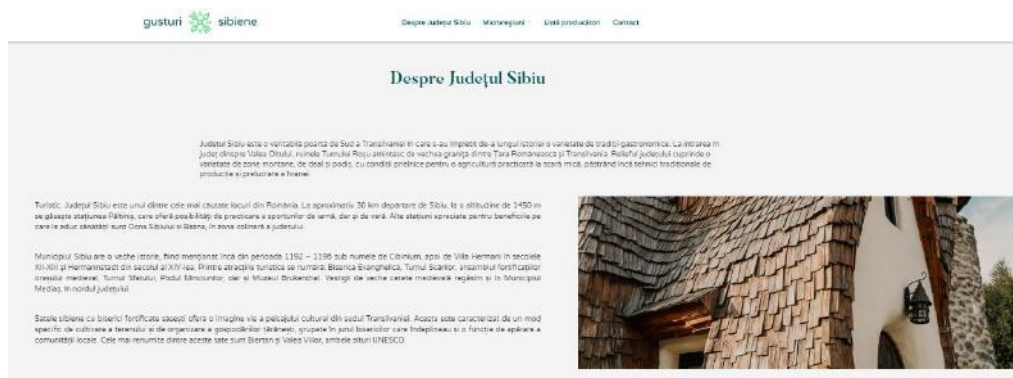 gusturi sibiene
Despre Județul Sibiu Microregiuni Listă producători Contact
Despre Județul Sibiu
Județul Sibiu este o veritabilă poartă de Sud a Transilvaniei în care s-au împletit de-a lungul istoriei o varietate de tradiții gastronomice. La intrarea în
județ dinspre Valea Oltului, ruinele Turnului Roșu amintesc de vechea graniță dintre Țara Românească și Transilvania. Relieful județului cuprinde o
varietate de zone montane, de deal și podiș, cu condiții prielnice pentru o agricultură practicată la scară mică, păstrând încă tehnici tradiționale de
producție și prelucrare a hranei.
Turistic, Județul Sibiu este unul dintre cele mai căutate locuri din România. La aproximativ 30 km depărtare de Sibiu, la o altitudine de 1450 m
se găsește stațiunea Păltiniș, care oferă posibilități de practicare a sporturilor de iarnă, dar și de vară. Alte stațiuni apreciate pentru beneficiile pe
care le aduc sănătății sunt Ocna Sibiului și Bazna, în zona colinară a județului.
Municipiul Sibiu are o veche istorie, fiind menționat încă din perioada 1192 – 1196 sub numele de Cibinium, apoi de Villa Hermani în secolele
XII-XIII și Hermannstadt din secolul al XIV-lea. Printre atracțiile turistice se numără: Biserica Evanghelică, Turnul Scărilor, ansamblul fortificațiilor
orașului medieval, Turnul Sfatului, Podul Minciunilor, dar și Muzeul Brukenthal. Vestigii de veche cetate medievală regăsim și în Municipiul
Mediaș, în nordul județului.
Satele sibiene cu biserici fortificate săsești oferă o imagine vie a peisajului cultural din sudul Transilvaniei. Acesta este caracterizat de un mod
specific de cultivare a terenului și de organizare a gospodăriilor țărănești, grupate în jurul bisericilor care îndeplineau și o funcție de apărare a
comunității locale. Cele mai renumite dintre aceste sate sunt Biertan și Valea Viilor, ambele situri UNESCO.